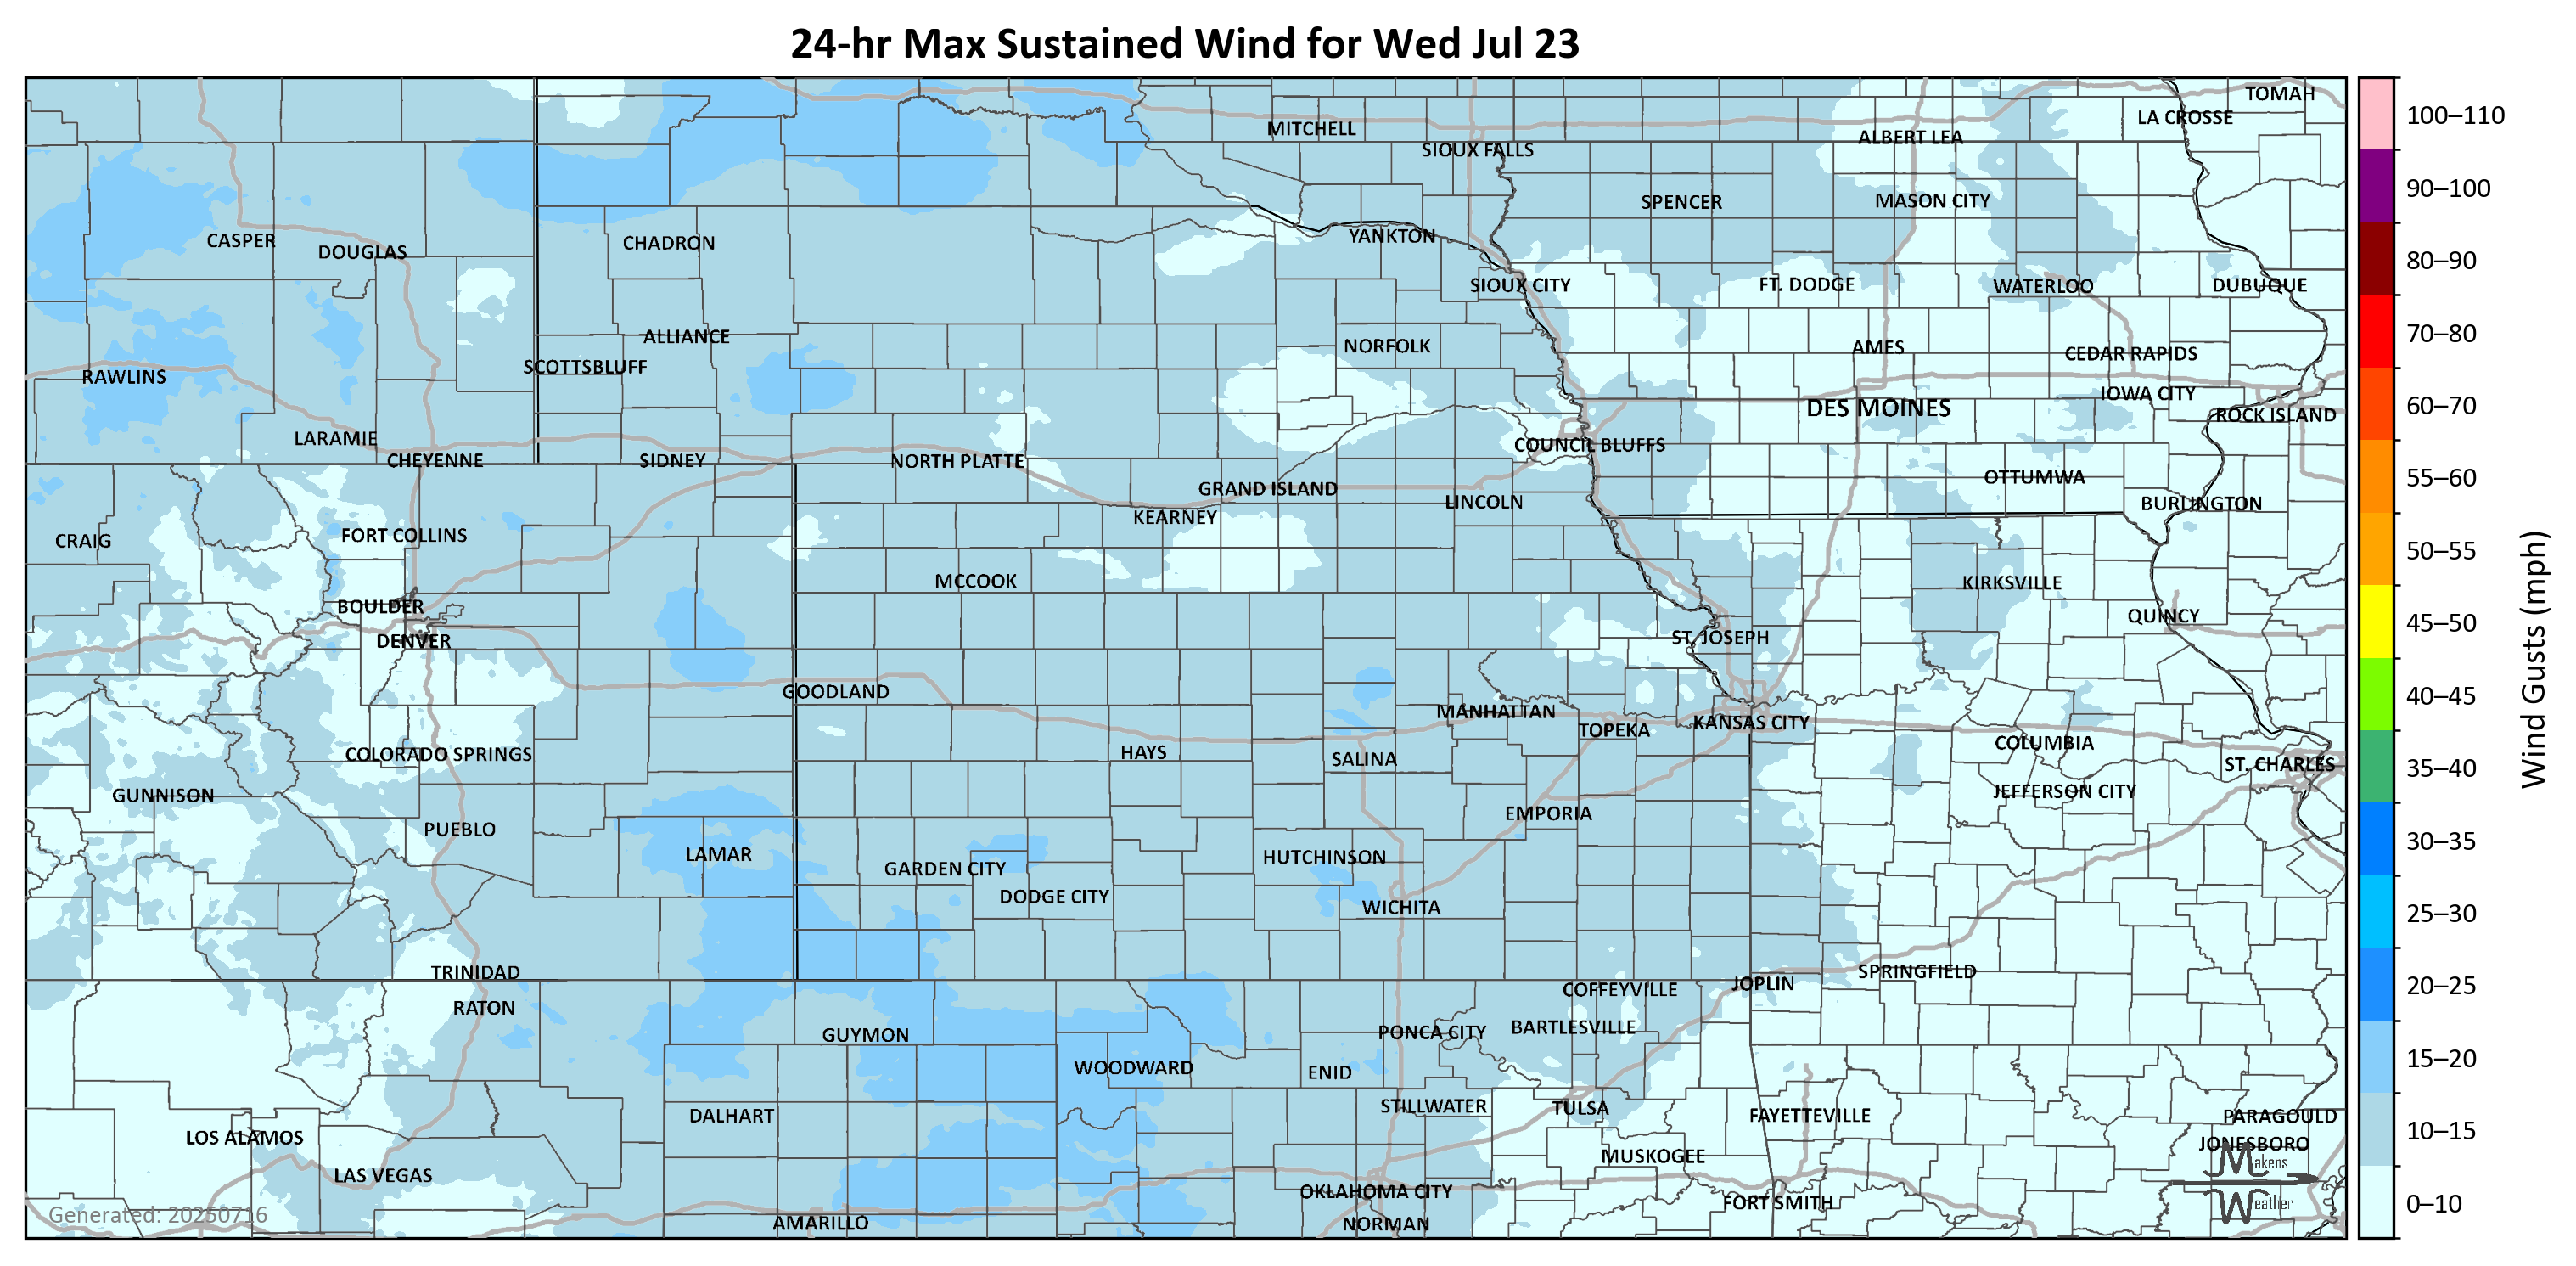 24-hr Max Sustained Wind for Wed Jul 23
TOMAH
LA CROSSE
MITCHELL
ALBERT LEA
SIOUX FALLS
SPENCER
MASON CITY
CASPER
DOUGLAS
CHADRON
YANKTON
SIOUX CITY
FT. DODGE
WATERLOO
DUBUQUE
ALLIANCE
NORFOLK
AMES
CEDAR RAPIDS
SCOTTSBLUFF
RAWLINS
IOWA CITY
DES MOINES
ROCK ISLAND
LARAMIE
COUNCIL BLUFFS
CHEYENNE
SIDNEY
NORTH PLATTE
OTTUMWA
GRAND ISLAND
LINCOLN
BURLINGTON
KEARNEY
FORT COLLINS
CRAIG
MCCOOK
KIRKSVILLE
BOULDER
QUINCY
DENVER
ST. JOSEPH
GOODLAND
MANHATTAN
KANSAS CITY
TOPEKA
COLUMBIA
COLORADO SPRINGS
HAYS
SALINA
ST. CHARLES
GUNNISON
JEFFERSON CITY
EMPORIA
PUEBLO
LAMAR
HUTCHINSON
GARDEN CITY
DODGE CITY
WICHITA
TRINIDAD
SPRINGFIELD
JOPLIN
COFFEYVILLE
RATON
BARTLESVILLE
GUYMON
PONCA CITY
WOODWARD
ENID
STILLWATER
TULSA
DALHART
FAYETTEVILLE
PARAGOULD
LOS ALAMOS
JONESBORO
MUSKOGEE
LAS VEGAS
OKLAHOMA CITY
FORT SMITH
AMARILLO
NORMAN
Generated: 20250716
Makens
Weather
100–110
90–100
80–90
70–80
60–70
55–60
50–55
45–50
40–45
35–40
30–35
25–30
20–25
15–20
10–15
0–10
Wind Gusts (mph)